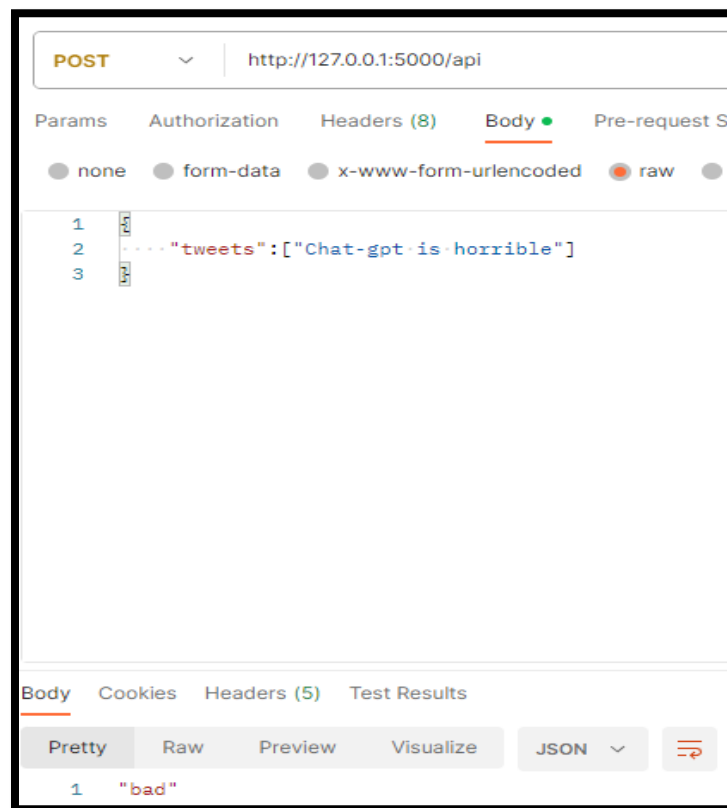 POST http://127.0.0.1:5000/api
Params Authorization Headers (8) Body Pre-request S
none form-data x-www-form-urlencoded raw
1 {
2 "tweets":["Chat-gpt is horrible"]
3 }
Body Cookies Headers (5) Test Results
Pretty Raw Preview Visualize JSON
1 "bad"